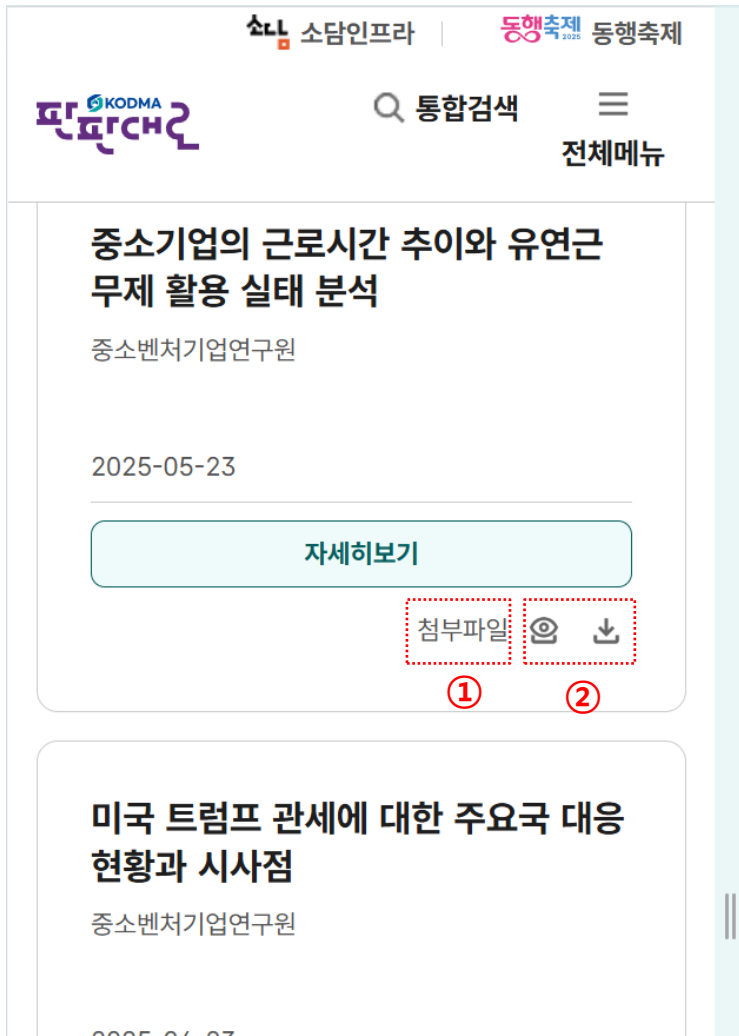 소담 소담인프라 동행축제 2025 동행축제
KODMA
판판대로 통합검색
전체메뉴
중소기업의 근로시간 추이와 유연근
무제 활용 실태 분석
중소벤처기업연구원
2025-05-23
자세히보기
첨부파일
① ②
미국 트럼프 관세에 대한 주요국 대응
현황과 시사점
중소벤처기업연구원